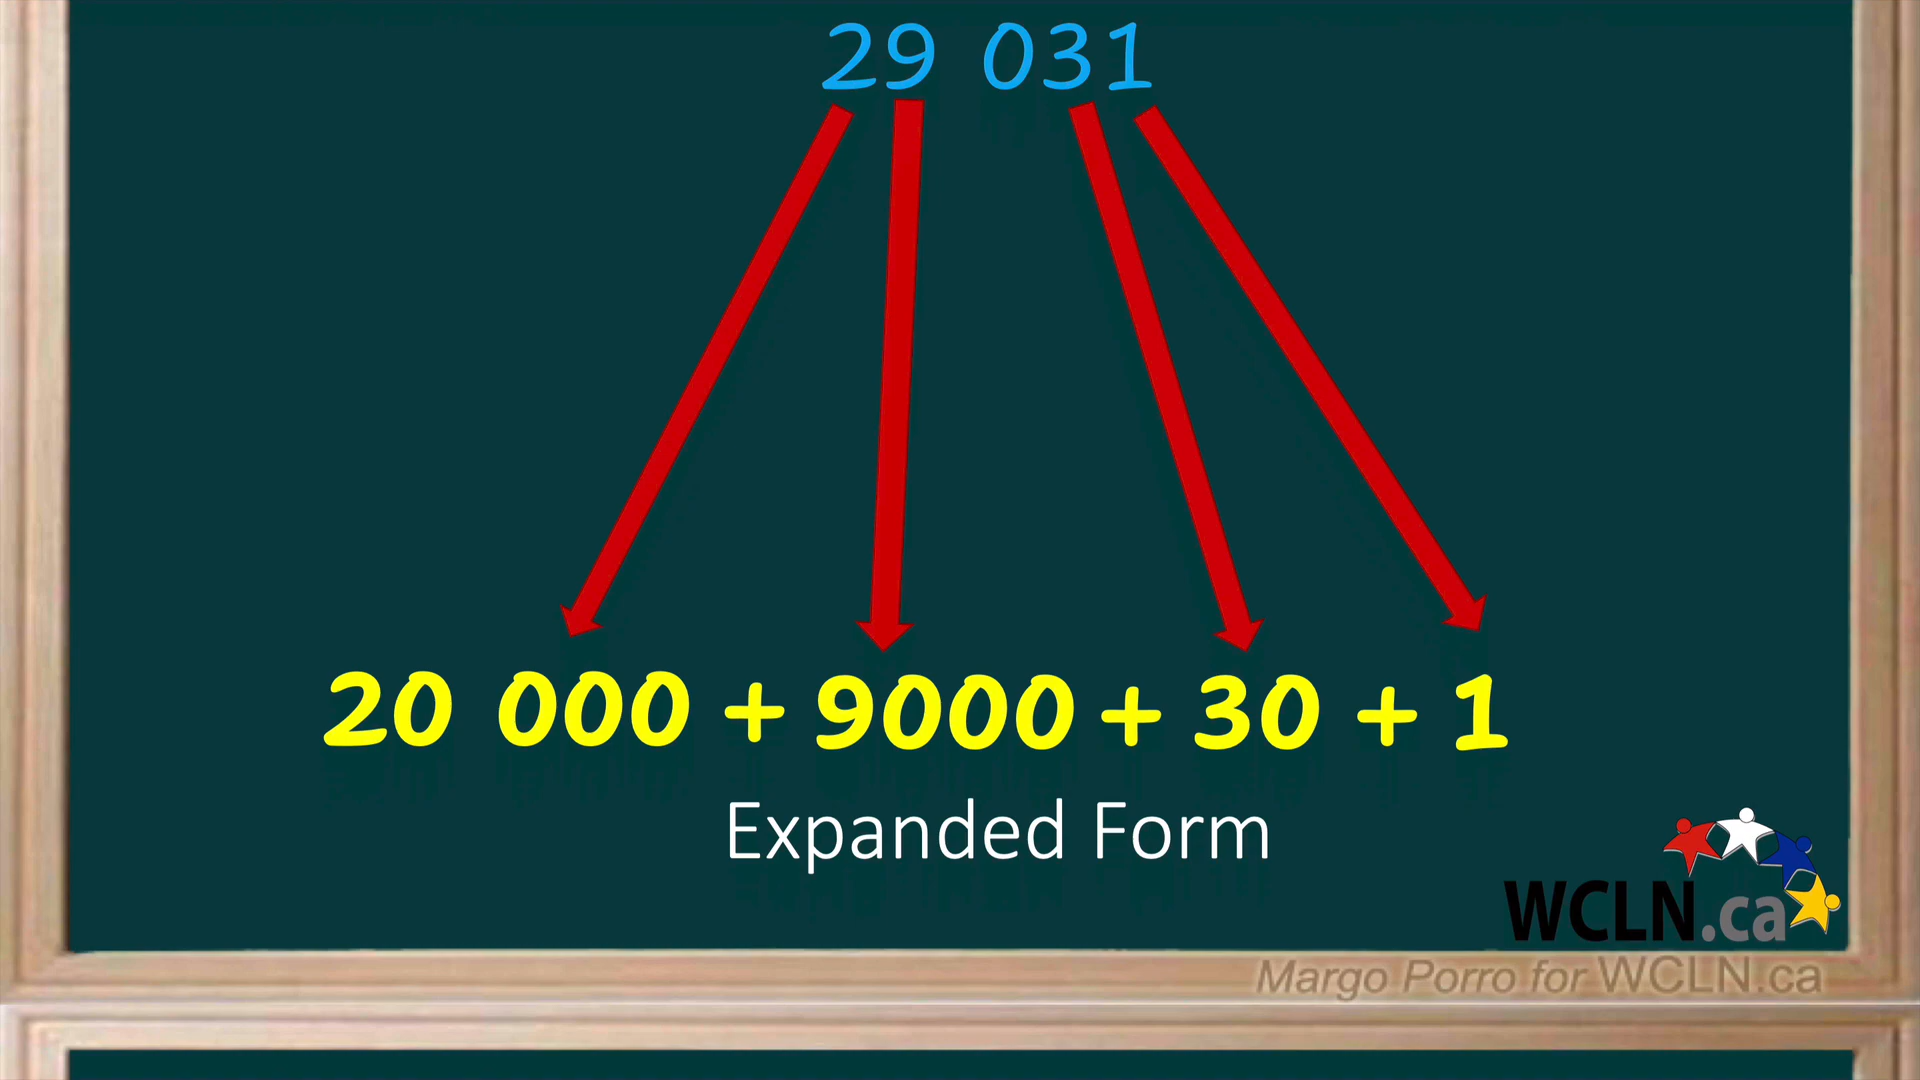 29 031
20 000 + 9000 + 30 + 1
Expanded Form
WCLN.ca
Margo Porro for WCLN.ca